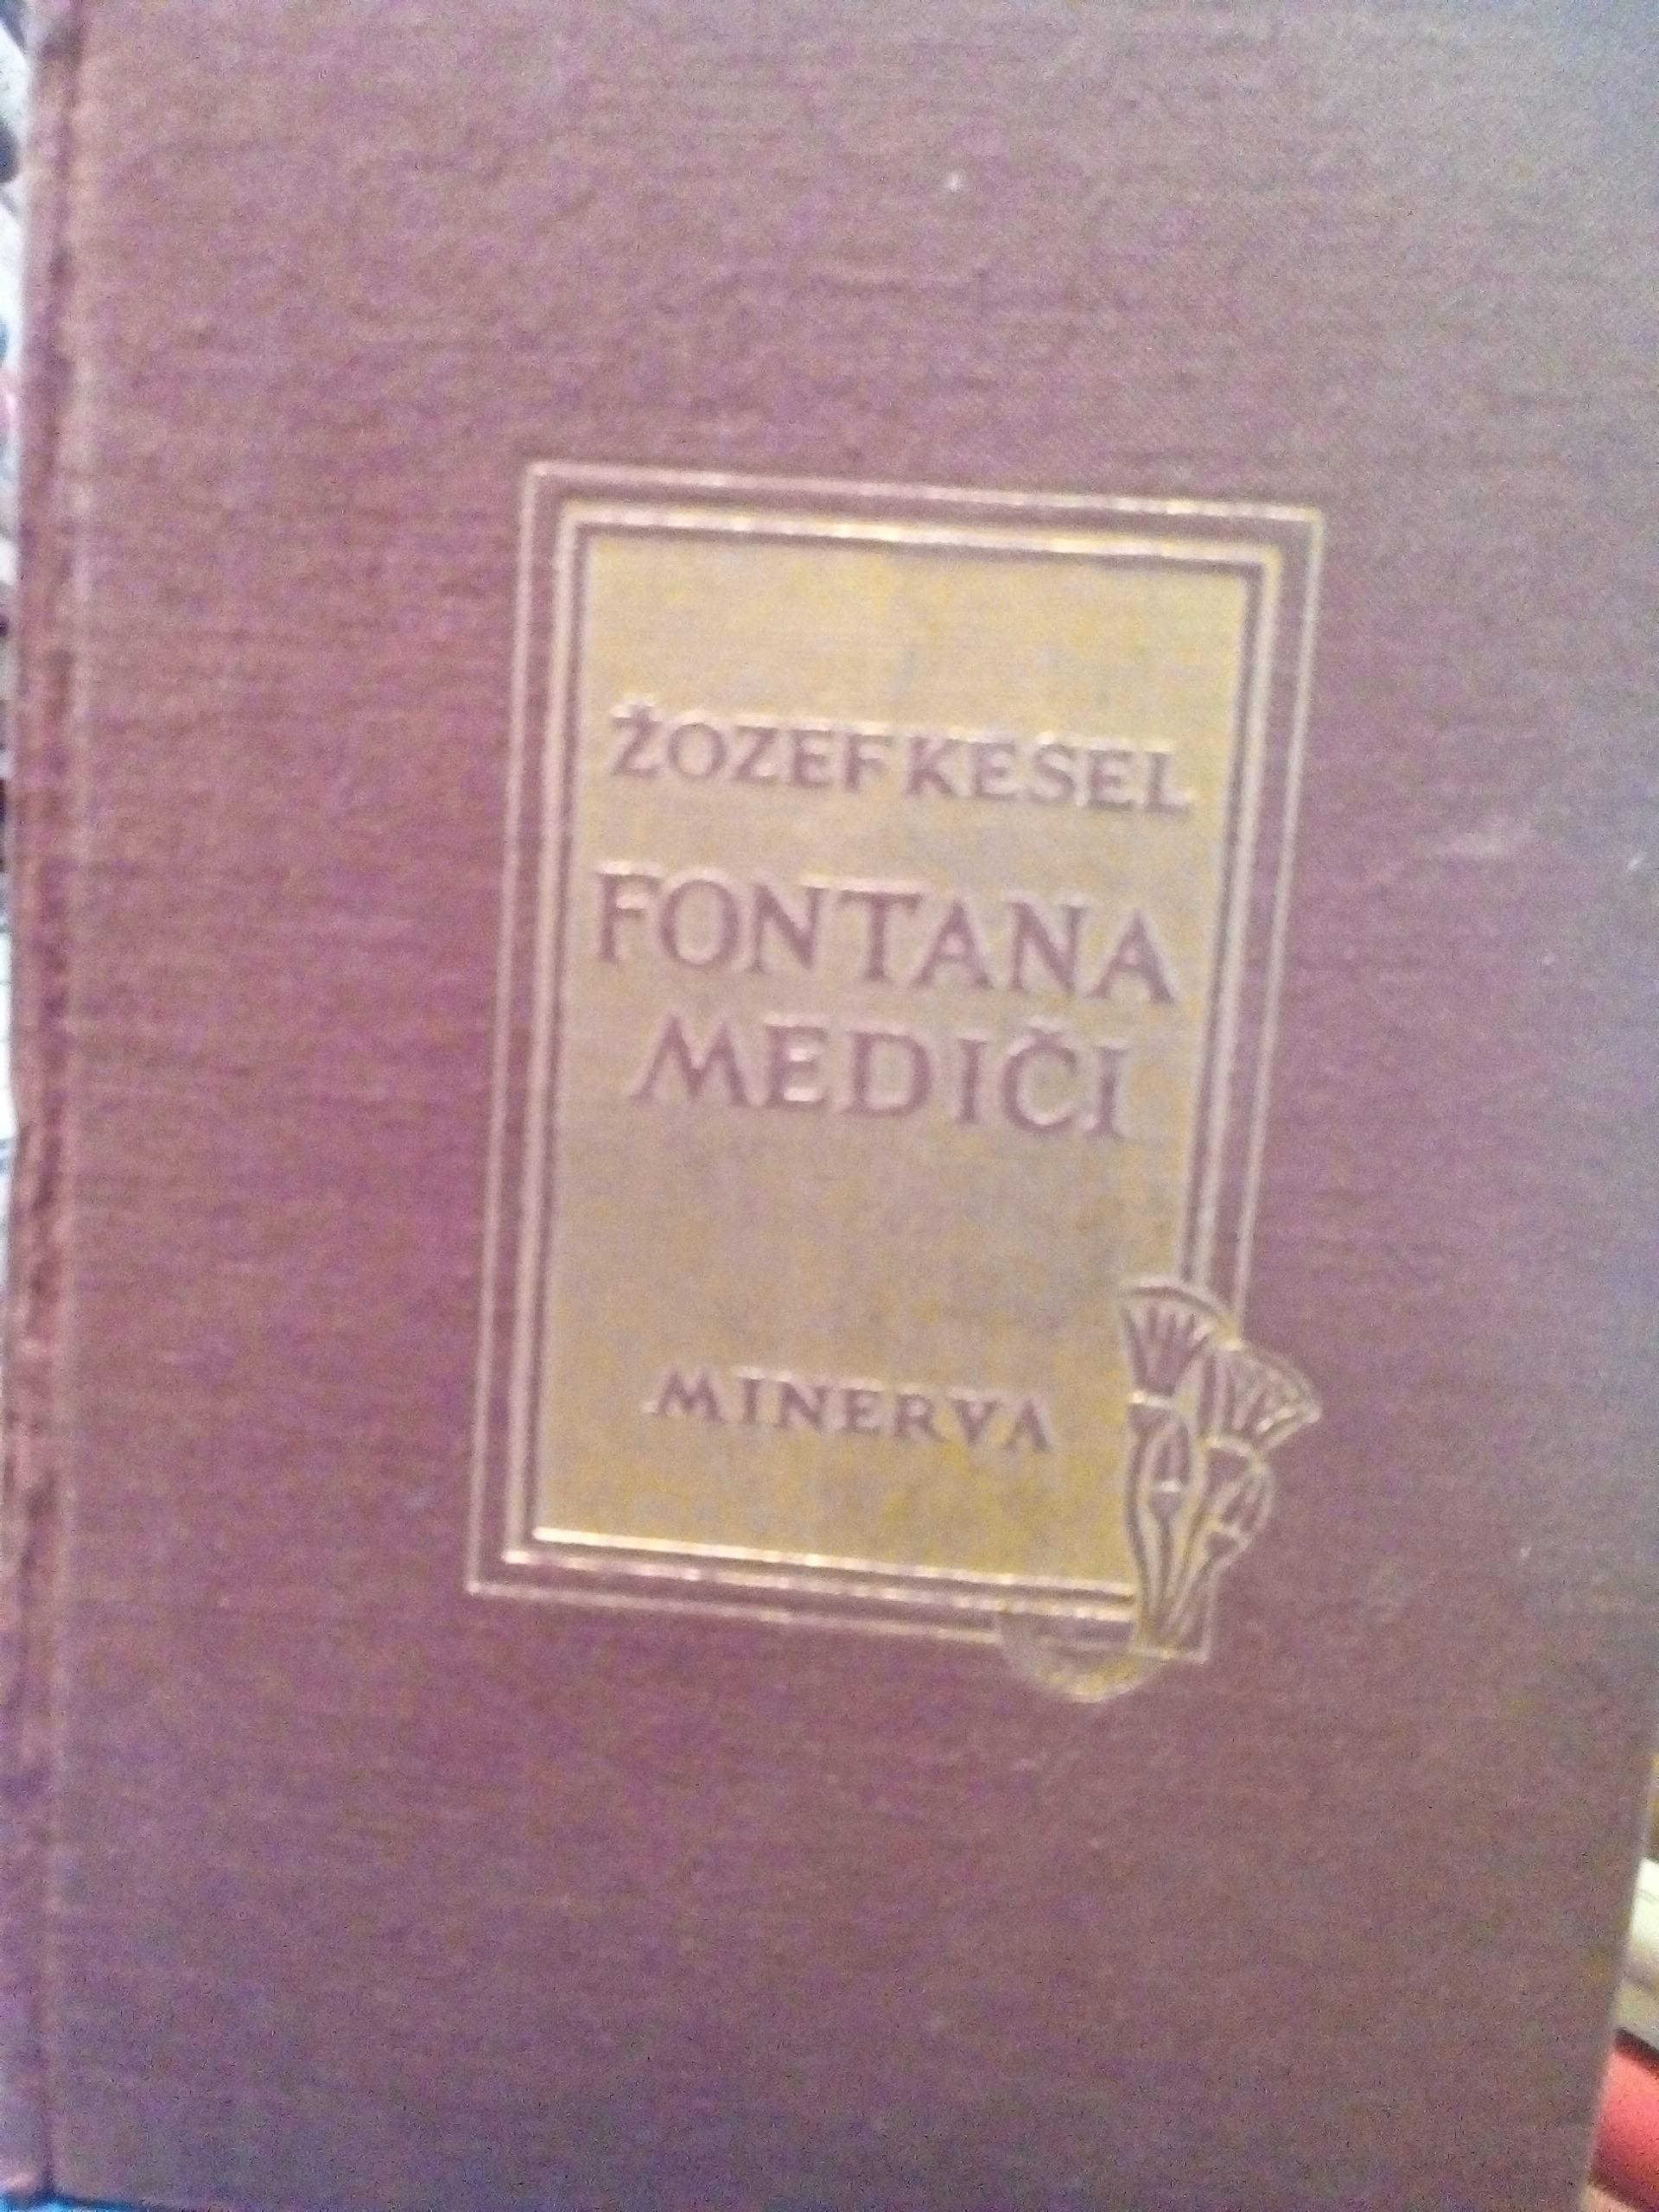 ŽOZEF KESEL
FONTANA
MEDIČI
MINERVA